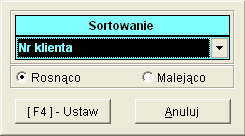 Sortowanie
Nr klienta
Rosnąco Malejąco
[ F4 ] - Ustaw Anuluj